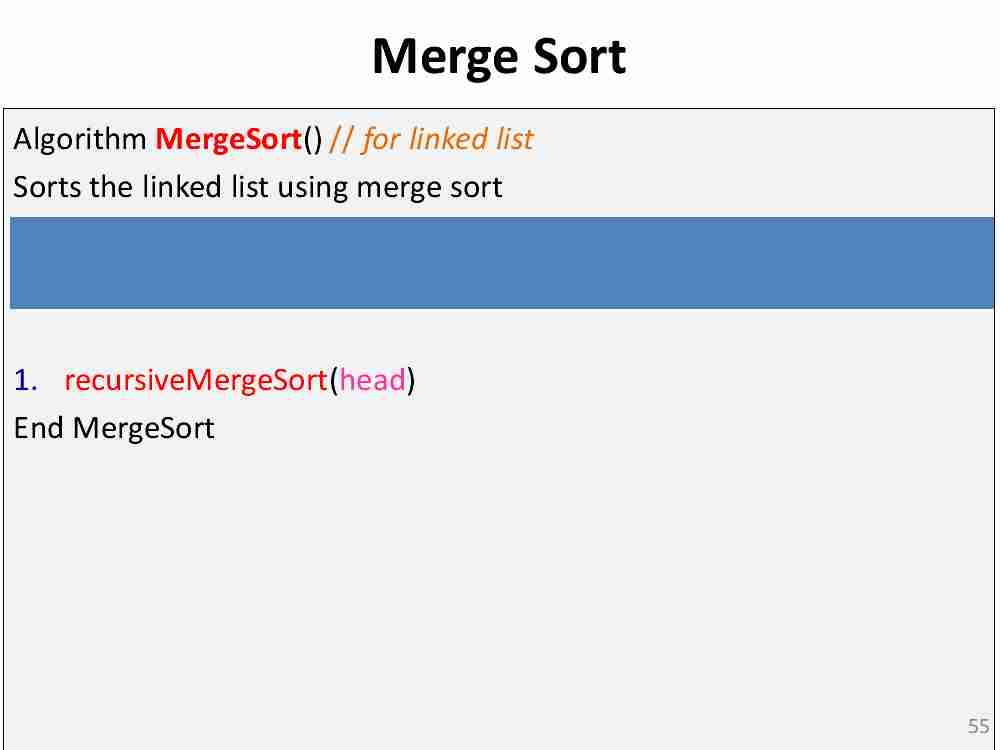 Merge Sort
Algorithm MergeSort() // for linked list
Sorts the linked list using merge sort
1. recursiveMergeSort(head)
End MergeSort
55